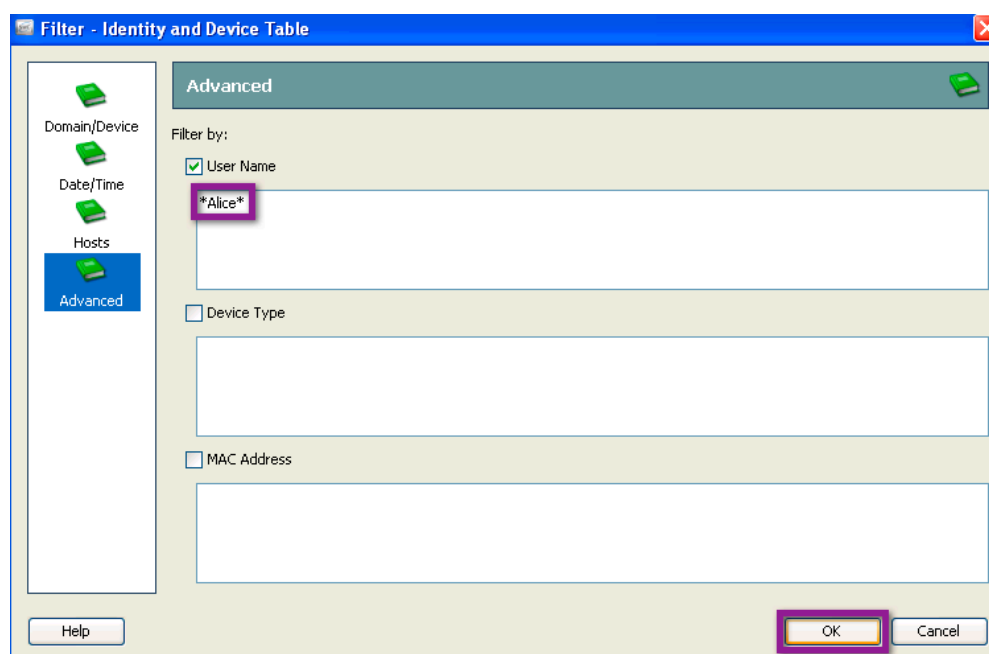 Filter - Identity and Device Table
Domain/Device
Date/Time
Hosts
Advanced
Advanced
Filter by:
User Name
*Alice*
Device Type
MAC Address
Help
OK
Cancel